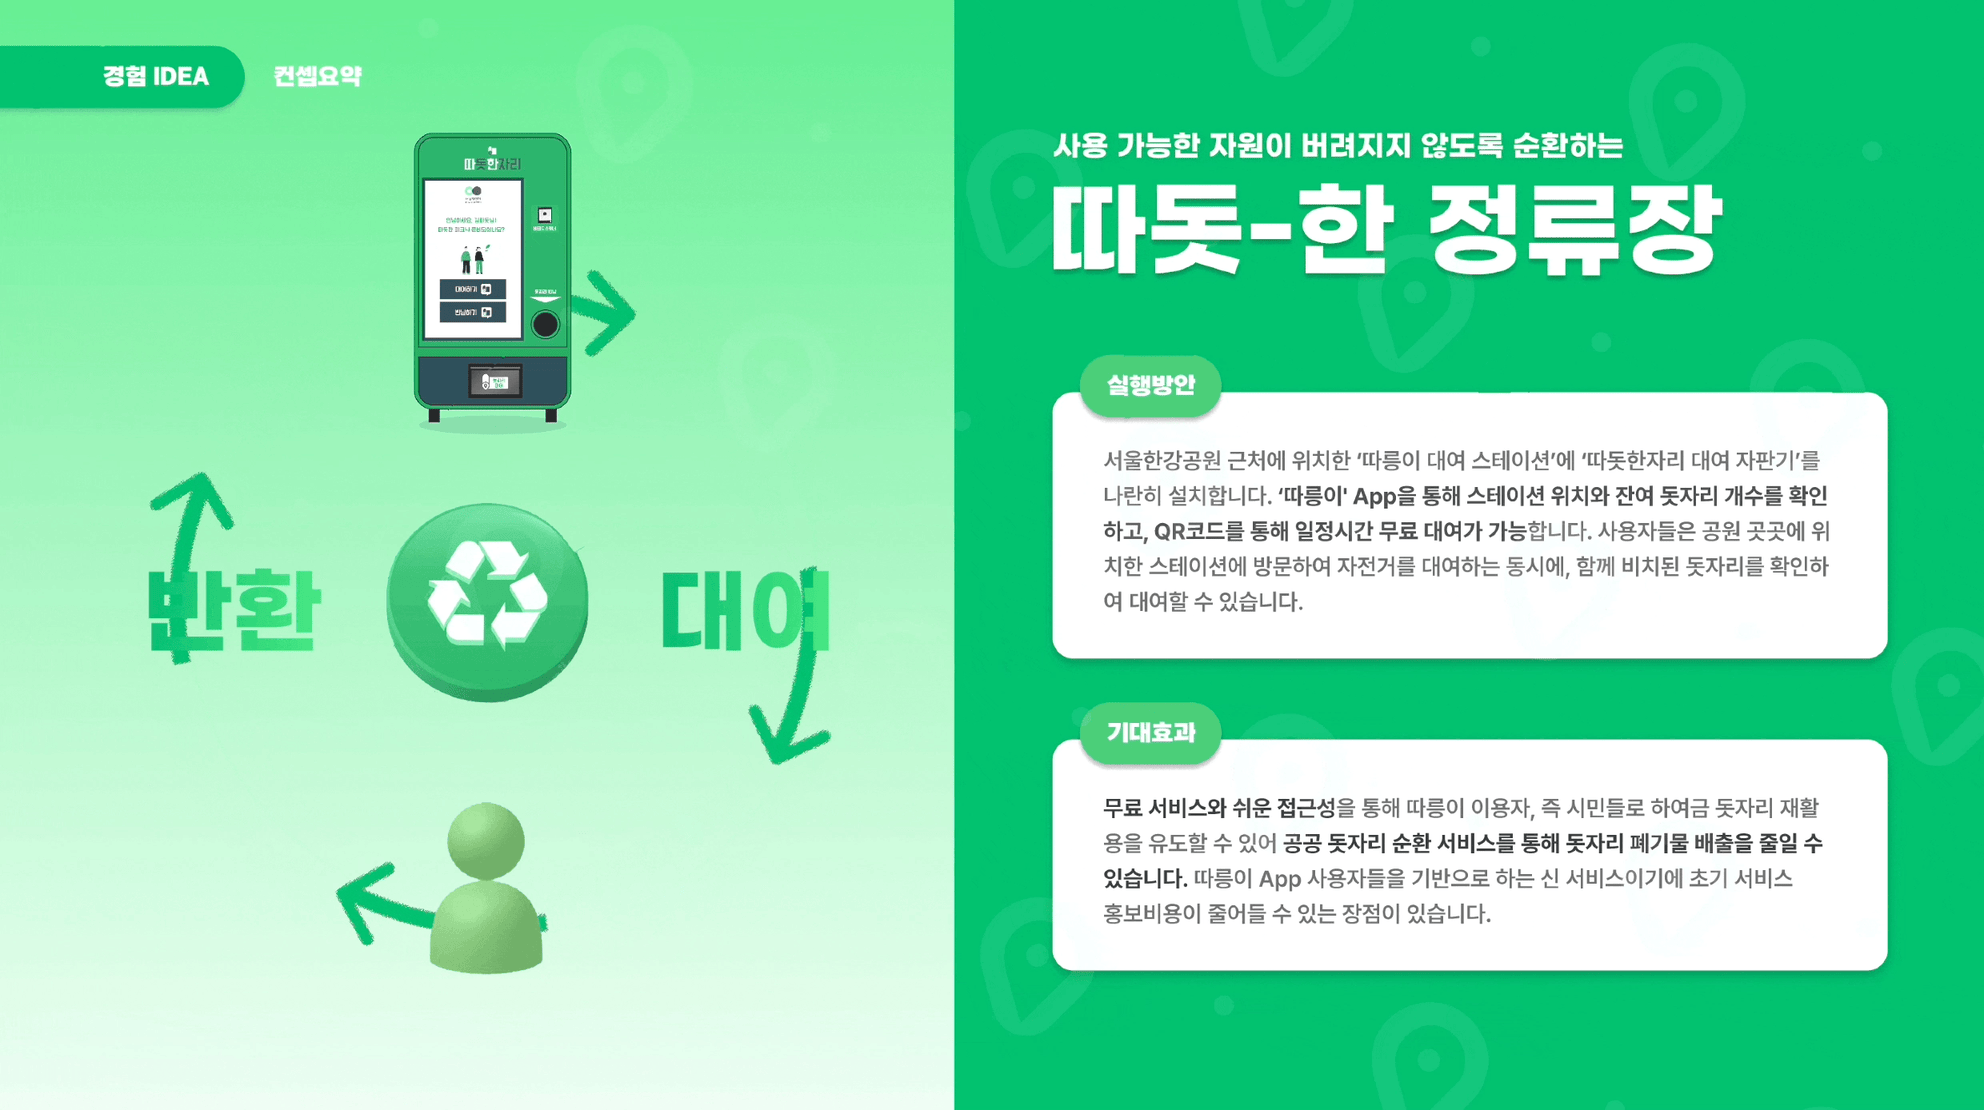 경험 IDEA
컨셉요약
따돗한자리
안녕하세요, 김따릉님!
대여하기
반납하기
반환
대여
사용 가능한 자원이 버려지지 않도록 순환하는
따돗-한 정류장
실행방안
서울한강공원 근처에 위치한 ‘따릉이 대여 스테이션’에 ‘따돗한자리 대여 자판기’를
나란히 설치합니다. ‘따릉이' App을 통해 스테이션 위치와 잔여 돗자리 개수를 확인
하고, QR코드를 통해 일정시간 무료 대여가 가능합니다. 사용자들은 공원 곳곳에 위
치한 스테이션에 방문하여 자전거를 대여하는 동시에, 함께 비치된 돗자리를 확인하
여 대여할 수 있습니다.
기대효과
무료 서비스와 쉬운 접근성을 통해 따릉이 이용자, 즉 시민들로 하여금 돗자리 재활
용을 유도할 수 있어 공공 돗자리 순환 서비스를 통해 돗자리 폐기물 배출을 줄일 수
있습니다. 따릉이 App 사용자들을 기반으로 하는 신 서비스이기에 초기 서비스
홍보비용이 줄어들 수 있는 장점이 있습니다.